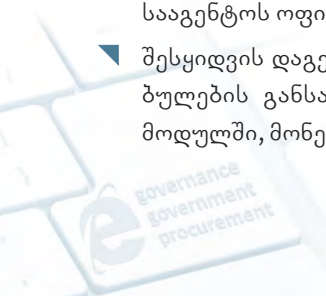 სააგენტოს ოფი
შესყიდვის დაგე
ბულების განსა
მოდულში, მონე
governance
government
procurement